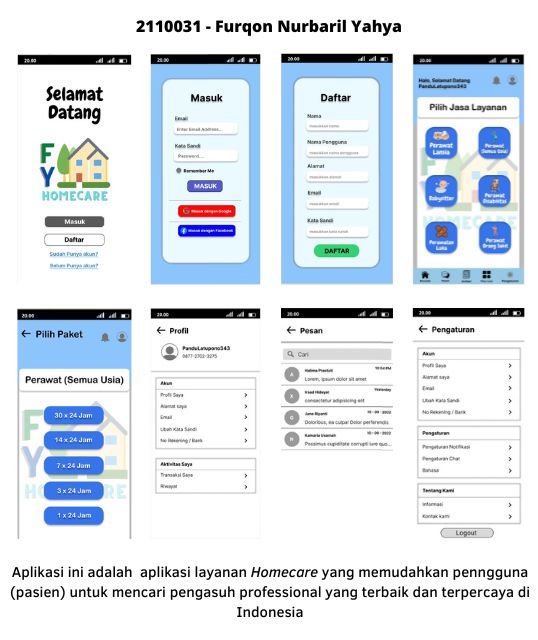 2110031 - Furqon Nurbaril Yahya
20.00
Selamat
Datang
F
Y
HOMECARE
Masuk
Daftar
Sudah Punya akun?
Belum Punya akun?
20.00
Masuk
Email
Enter Email Address...
Kata Sandi
Password....
Remember Me
MASUK
Masuk dengan Google
Masuk dengan Facebook
20.00
Daftar
Nama
masukkan nama
Nama Pengguna
masukkan nama pengguna
Alamat
masukkan alamat
Email
masukkan email
Kata Sandi
masukkan kata sandi
DAFTAR
20.00
Halo, Selamat Datang
PanduLatupono343
Pilih Jasa Layanan
Perawat
Lansia
Perawat
(Semua Usia)
Babysitter
Perawat
Disabilitas
Perawatan
Luka
Perawat
Orang Sakit
20.00
Pilih Paket
Perawat (Semua Usia)
F Y
HOMECARE
30 x 24 Jam
14 x 24 Jam
7 x 24 Jam
3 x 24 Jam
1 x 24 Jam
20.00
Profil
PanduLatupono343
0877-2702-3275
Akun
Profil Saya
Alamat saya
Email
Ubah Kata Sandi
No Rekening / Bank
Aktivitas Saya
Transaksi Saya
Riwayat
20.00
Pesan
Cari
A
Halima Prastuti
10:04 PM
Lorem, ipsum dolor sit amet
X
Irsad Hidayat
Yesterday
consectetur adipisicing elit
G
Jane Riyanti
10 - 09 - 2022
Doloribus, ea culpa! Dolor perferendis
Kamaria Usamah
10 - 09 - 2022
Possimus cupiditate corrupti iure quo...
20.00
Pengaturan
Akun
Profil Saya
Alamat saya
Email
Ubah Kata Sandi
No Rekening / Bank
Pengaturan
Pengaturan Notifikasi
Pengaturan Chat
Bahasa
Tentang Kami
Informasi
Kontak kami
Logout
Aplikasi ini adalah aplikasi layanan Homecare yang memudahkan penngguna
(pasien) untuk mencari pengasuh professional yang terbaik dan terpercaya di
Indonesia